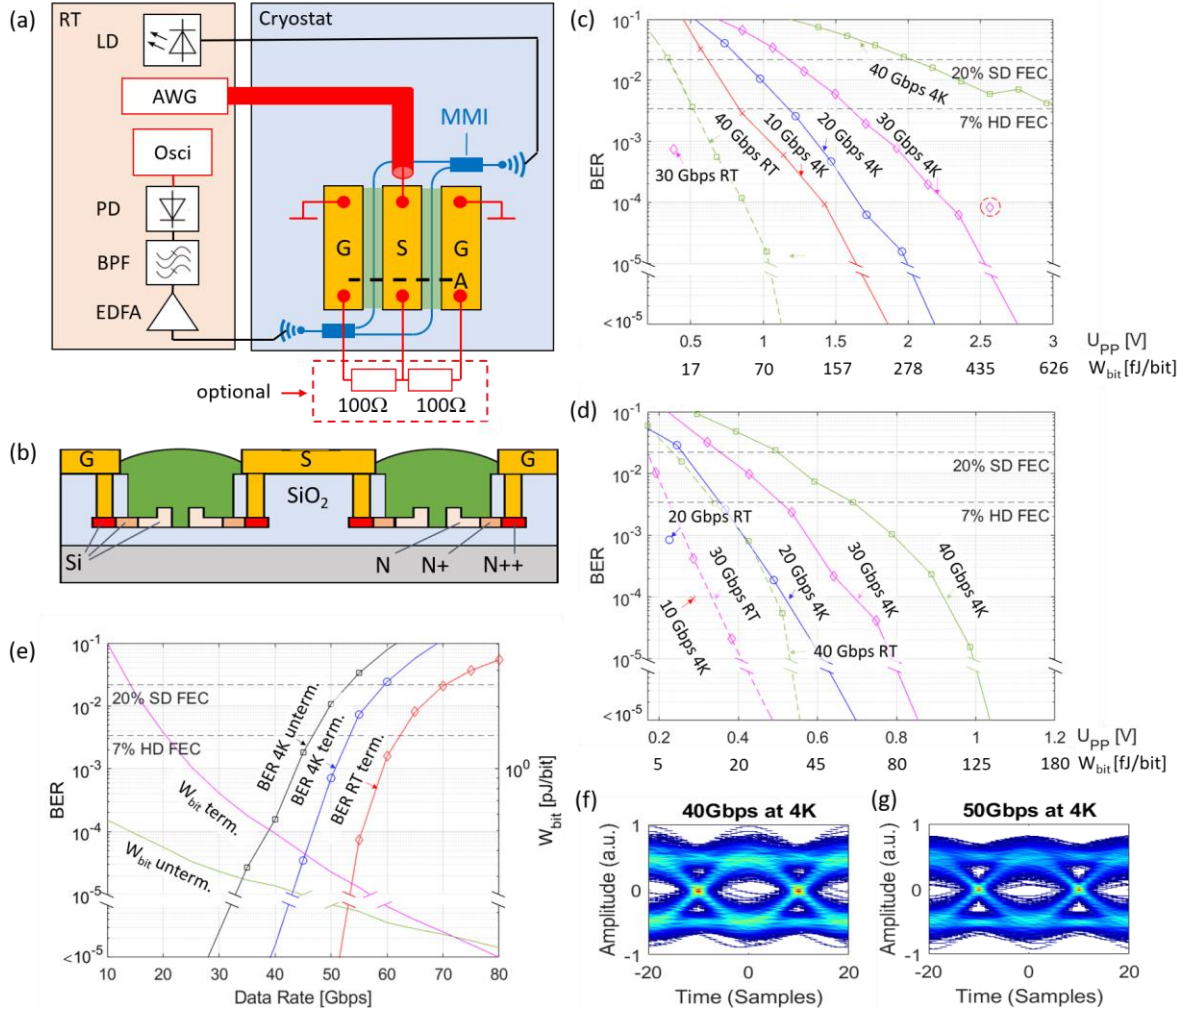 (a)
RT
Cryostat
LD
AWG
Osci
PD
BPF
EDFA
MMI
G
S
G
A
optional
100Ω
100Ω
(b)
G
S
G
SiO2
Si
N
N+
N++
(c)
BER
10^-1
10^-2
10^-3
10^-4
10^-5
<10^-5
20% SD FEC
7% HD FEC
40 Gbps 4K
40 Gbps RT
10 Gbps 4K
20 Gbps 4K
30 Gbps 4K
30 Gbps RT
0.5 1 1.5 2 2.5 3
UPP [V]
17 70 157 278 435 626
Wbit [fJ/bit]
(d)
BER
10^-1
10^-2
10^-3
10^-4
10^-5
<10^-5
20% SD FEC
7% HD FEC
20 Gbps RT
30 Gbps RT
20 Gbps 4K
30 Gbps 4K
40 Gbps 4K
10 Gbps 4K
40 Gbps RT
0.2 0.4 0.6 0.8 1 1.2
UPP [V]
5 20 45 80 125 180
Wbit [fJ/bit]
(e)
BER
10^-1
10^-2
10^-3
10^-4
10^-5
<10^-5
20% SD FEC
7% HD FEC
Wbit term.
Wbit unterm.
BER 4K unterm.
BER 4K term.
BER RT term.
10^0
Wbit [pJ/bit]
10 20 30 40 50 60 70 80
Data Rate [Gbps]
(f)
40Gbps at 4K
Amplitude (a.u.)
1
0
-1
-20 0 20
Time (Samples)
(g)
50Gbps at 4K
Amplitude (a.u.)
1
0
-1
-20 0 20
Time (Samples)